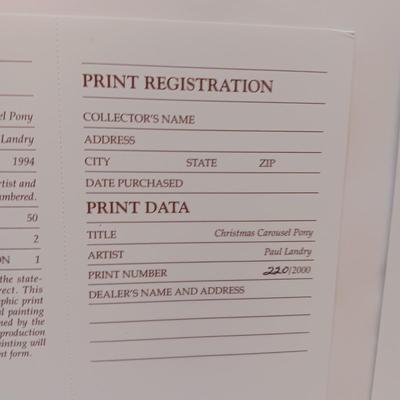 el Pony
Landry
1994
rtist and
umbered.
50
2
ON 1
the state-
rect. This
phic print
l painting
ned by the
production
inting will
nt form.
PRINT REGISTRATION
COLLECTOR'S NAME
ADDRESS
CITY STATE ZIP
DATE PURCHASED
PRINT DATA
TITLE Christmas Carousel Pony
ARTIST Paul Landry
PRINT NUMBER 220/2000
DEALER'S NAME AND ADDRESS